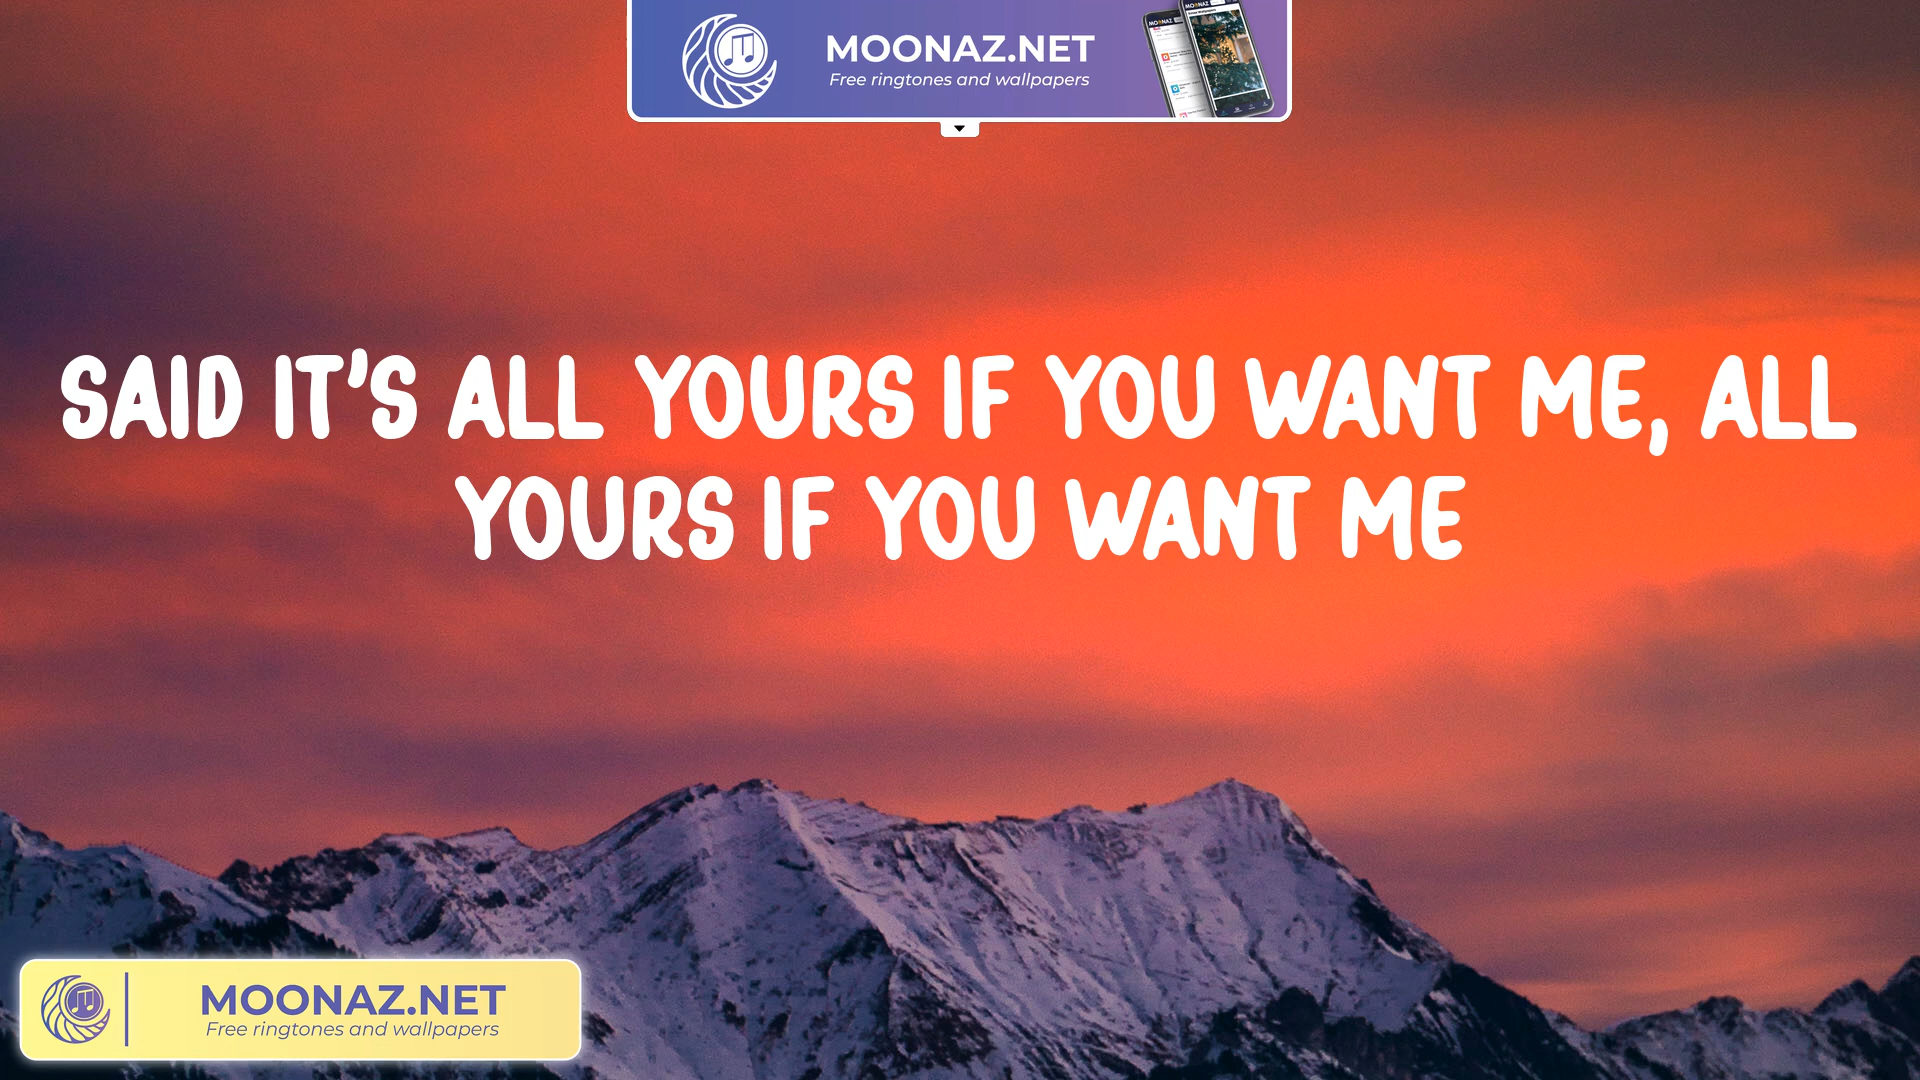 MOONAZ.NET
Free ringtones and wallpapers
SAID IT'S ALL YOURS IF YOU WANT ME, ALL
YOURS IF YOU WANT ME
MOONAZ.NET
Free ringtones and wallpapers